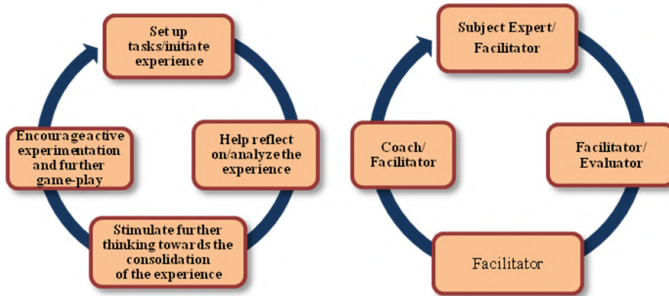 Set up
tasks/initiate
experience
Help reflect
on/analyze the
experience
Stimulate further
thinking towards the
consolidation
of the experience
Encourage active
experimentation
and further
game-play
Subject Expert/
Facilitator
Facilitator/
Evaluator
Facilitator
Coach/
Facilitator